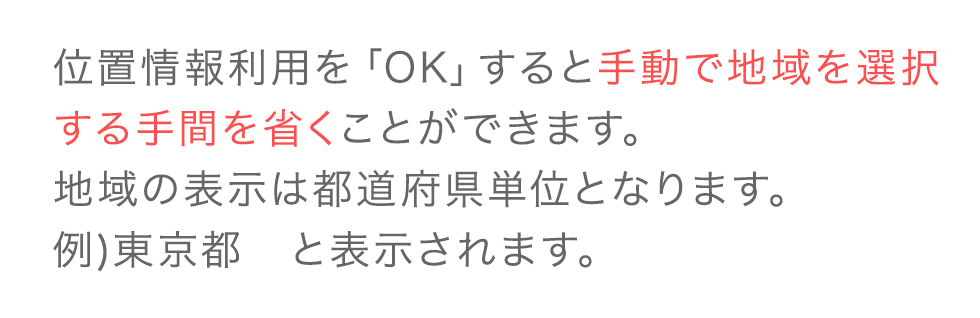 位置情報利用を「OK」すると手動で地域を選択
する手間を省くことができます。
地域の表示は都道府県単位となります。
例)東京都　と表示されます。